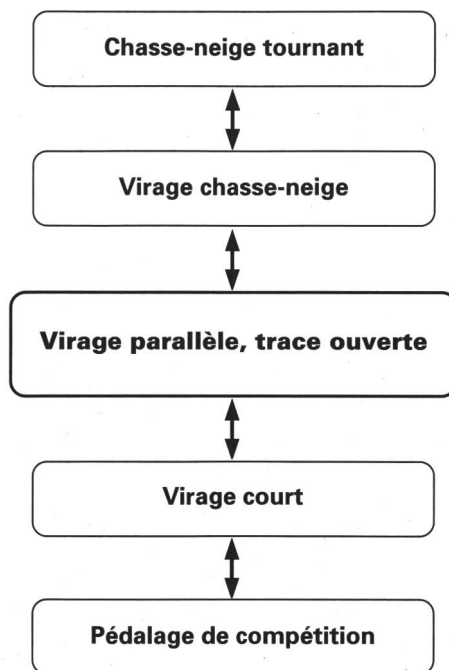 Chasse-neige tournant
Virage chasse-neige
Virage parallèle, trace ouverte
Virage court
Pédalage de compétition